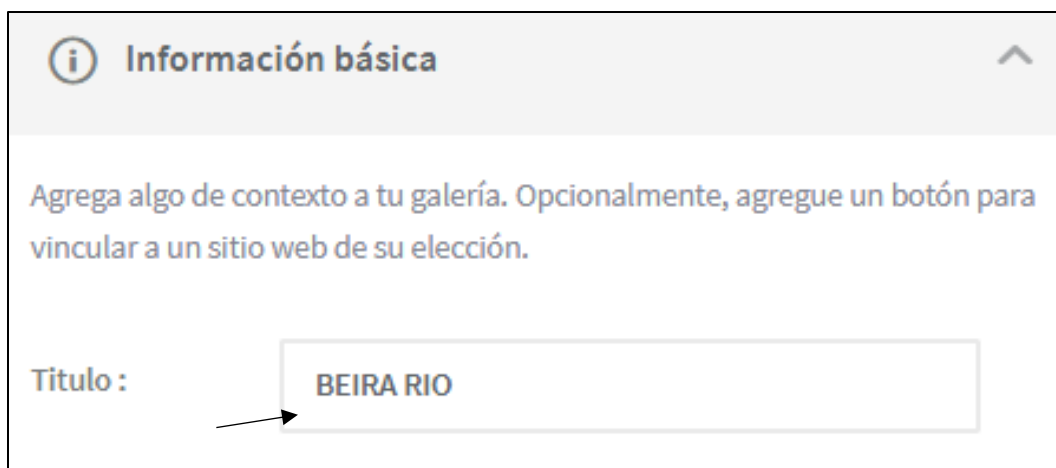 Información básica
Agrega algo de contexto a tu galería. Opcionalmente, agregue un botón para
vincular a un sitio web de su elección.
Titulo : BEIRA RIO